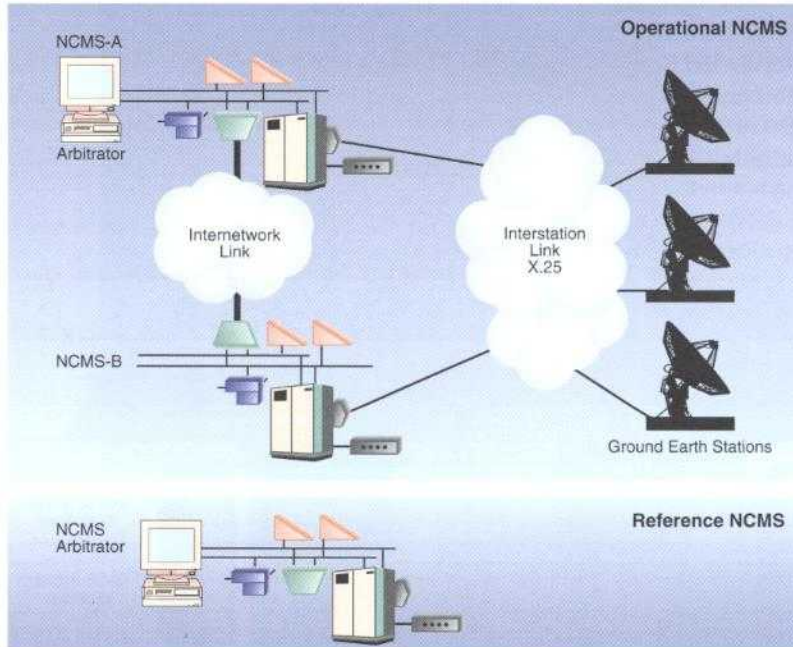 Operational NCMS
NCMS-A
Arbitrator
Internetwork
Link
Interstation
Link
X.25
NCMS-B
Ground Earth Stations
Reference NCMS
NCMS
Arbitrator